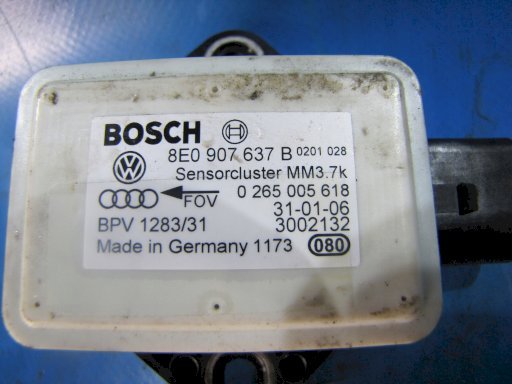 BOSCH
8E0 907 637 B 0201 028
Sensorcluster MM3.7k
FOV 0 265 005 618
31-01-06
BPV 1283/31 3002132
Made in Germany 1173 080